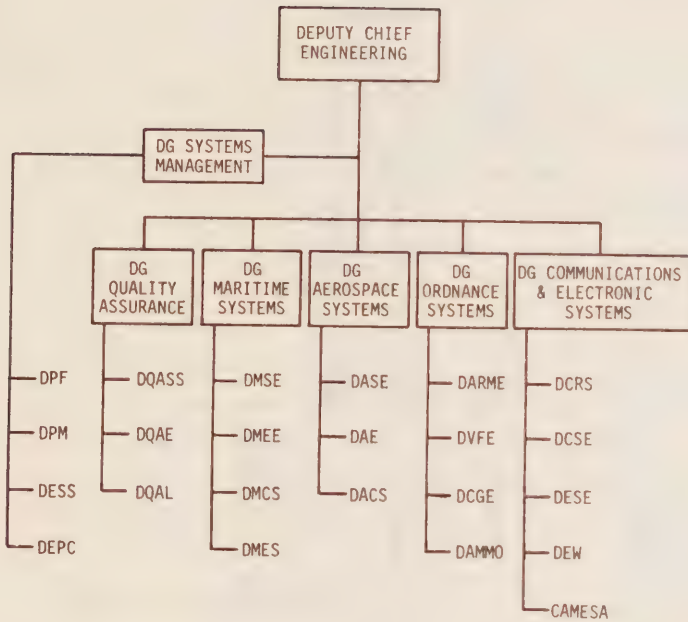 DEPUTY CHIEF
ENGINEERING
DG SYSTEMS
MANAGEMENT
DG
QUALITY
ASSURANCE
DG
MARITIME
SYSTEMS
DG
AEROSPACE
SYSTEMS
DG
ORDNANCE
SYSTEMS
DG COMMUNICATIONS
& ELECTRONIC
SYSTEMS
DPF
DPM
DESS
DEPC
DQASS
DQAE
DQAL
DMSE
DMEE
DMCS
DMES
DASE
DAE
DACS
DARME
DVFE
DCGE
DAMMO
DCRS
DCSE
DESE
DEW
CAMESA